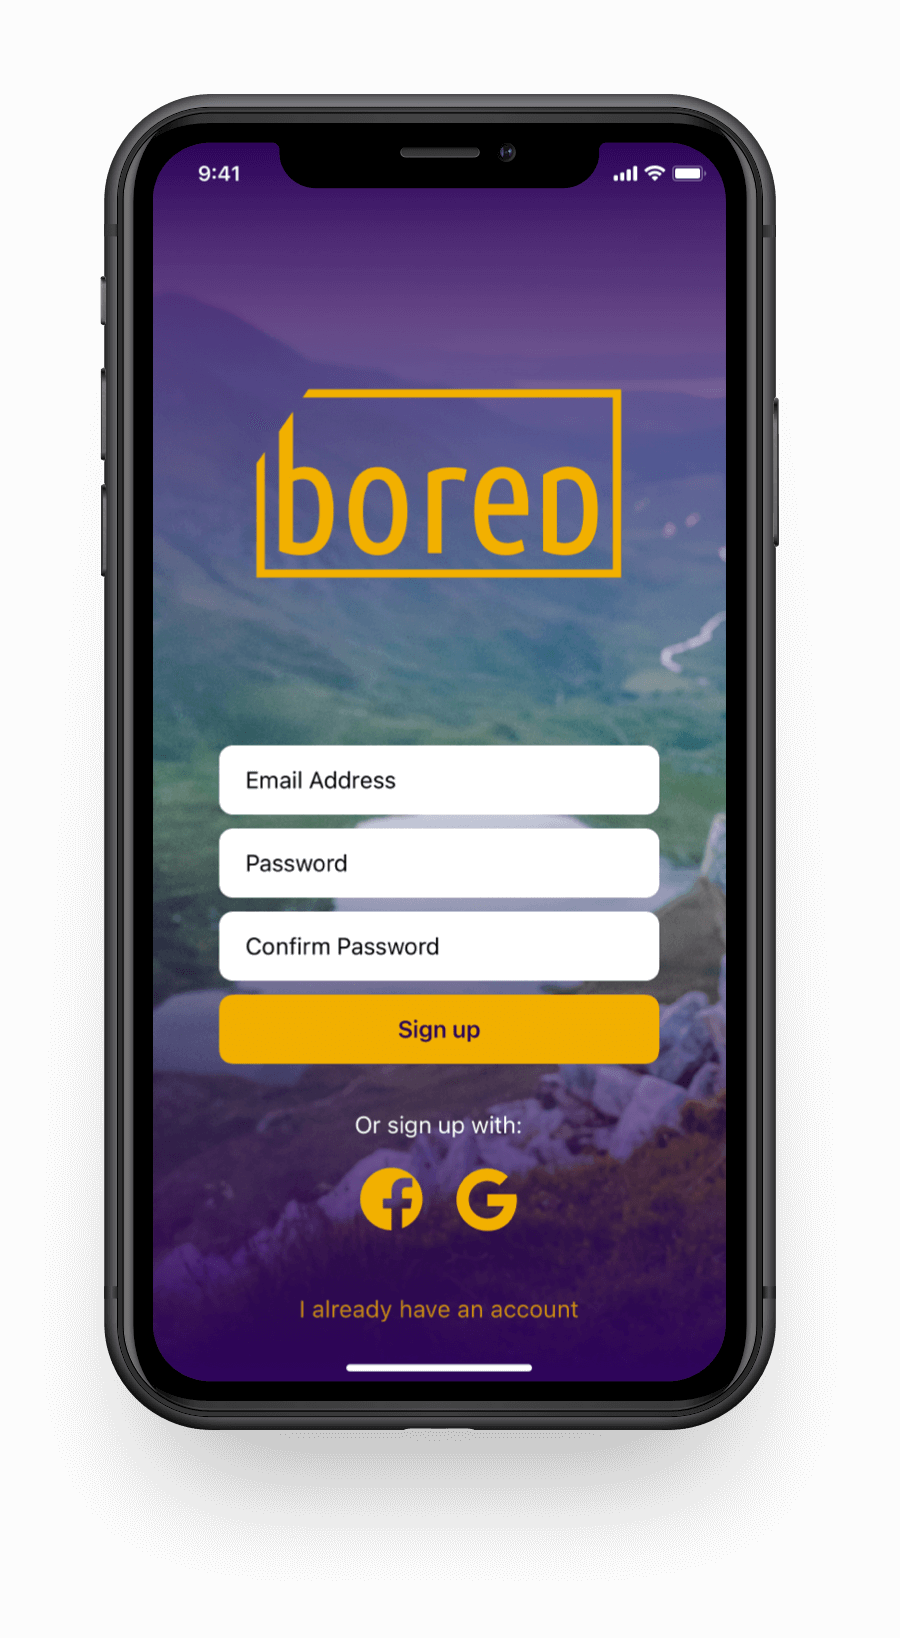 9:41
bored
Email Address
Password
Confirm Password
Sign up
Or sign up with:
I already have an account